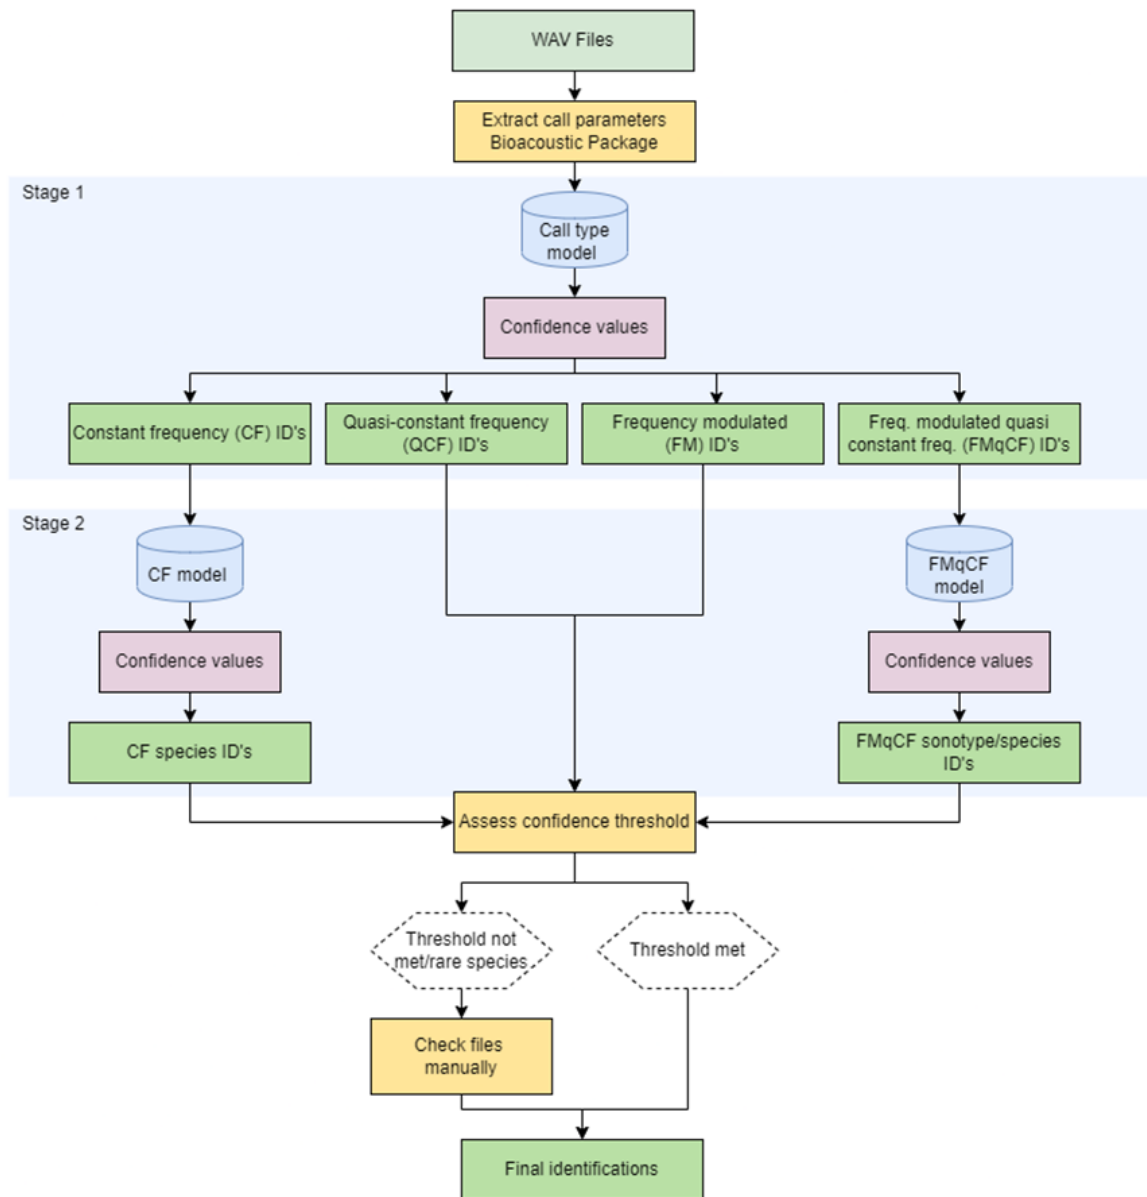 WAV Files
Extract call parameters
Bioacoustic Package
Stage 1
Call type
model
Confidence values
Constant frequency (CF) ID's
Quasi-constant frequency
(QCF) ID's
Frequency modulated
(FM) ID's
Freq. modulated quasi
constant freq. (FMqCF) ID's
Stage 2
CF model
FMqCF
model
Confidence values
Confidence values
CF species ID's
FMqCF sonotype/species
ID's
Assess confidence threshold
Threshold not
met/rare species
Threshold met
Check files
manually
Final identifications